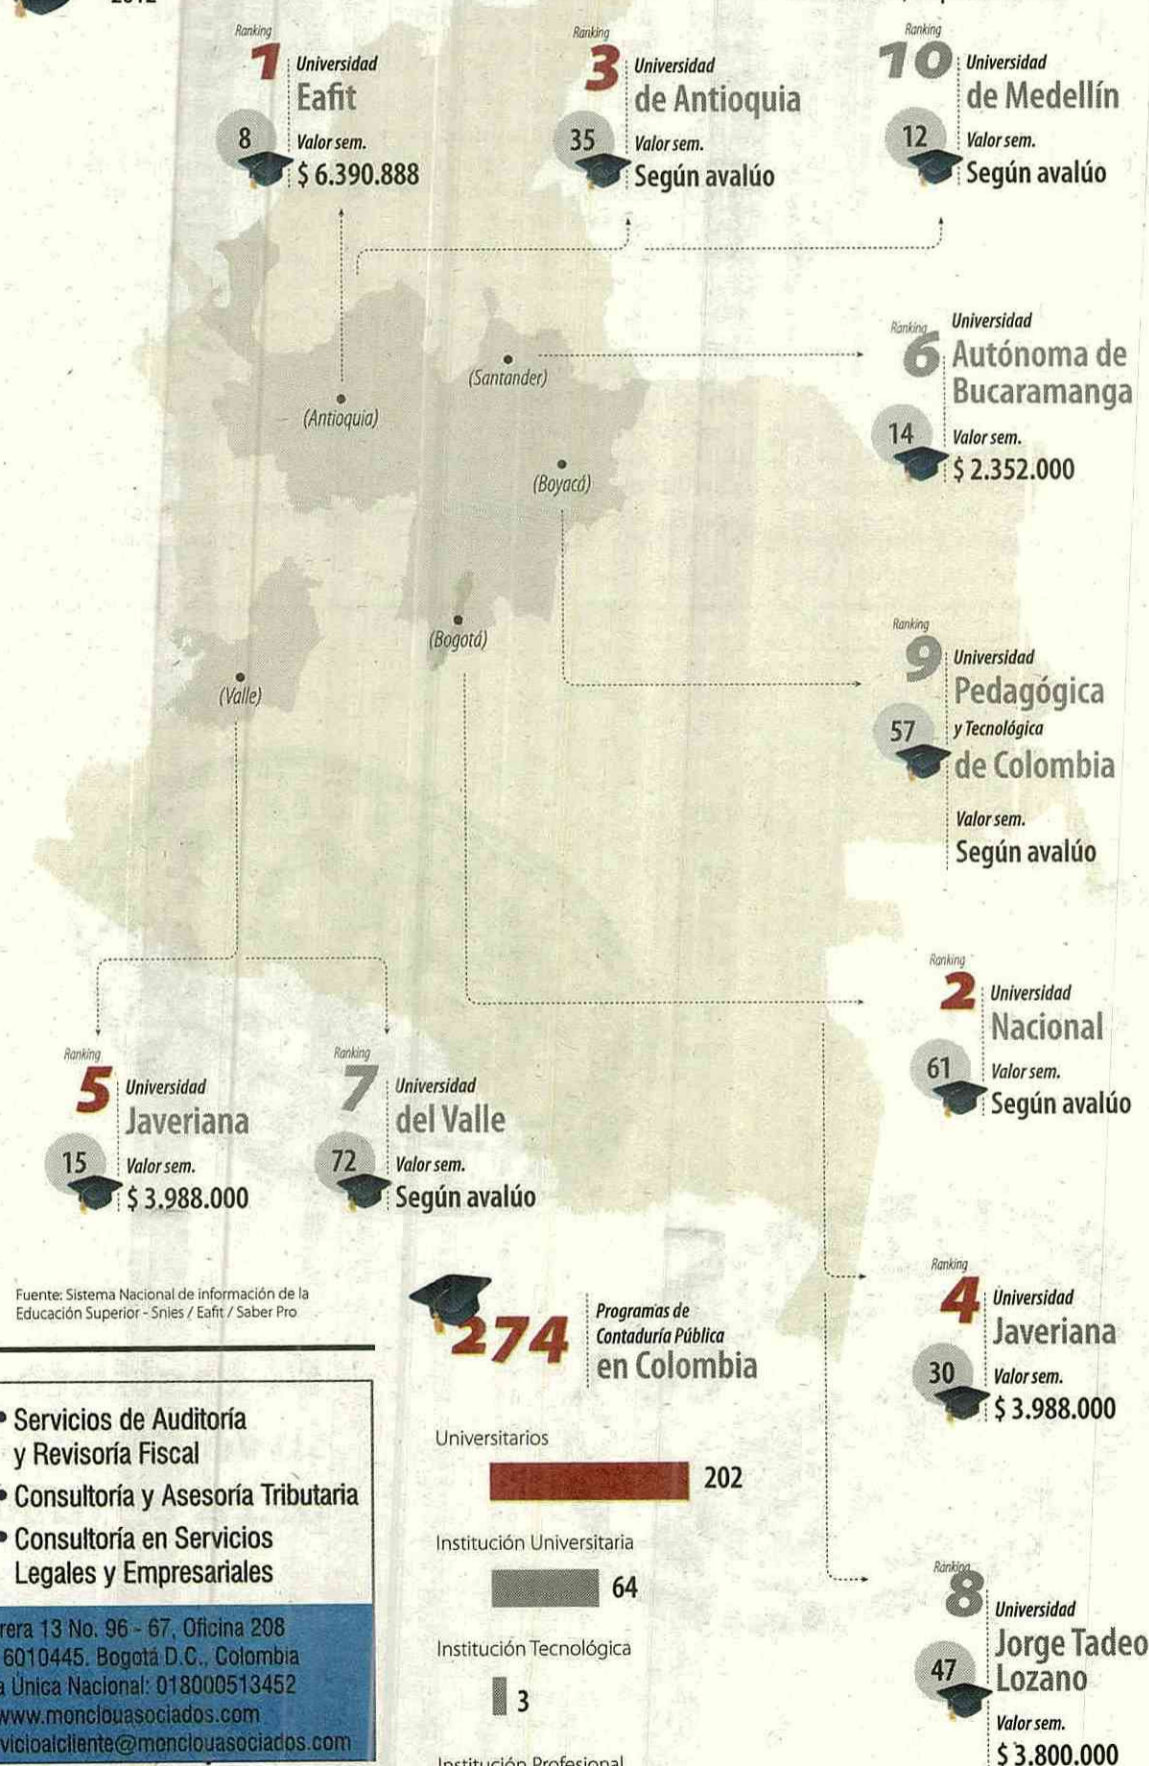 2012
Ranking
1
Universidad
Eafit
8
Valor sem.
$ 6.390.888
Ranking
3
Universidad
de Antioquia
35
Valor sem.
Según avalúo
Ranking
10
Universidad
de Medellín
12
Valor sem.
Según avalúo
(Santander)
(Antioquia)
(Boyacá)
(Bogotá)
(Valle)
Ranking
6
Universidad
Autónoma de
Bucaramanga
14
Valor sem.
$ 2.352.000
Ranking
9
Universidad
Pedagógica
y Tecnológica
de Colombia
57
Valor sem.
Según avalúo
Ranking
2
Universidad
Nacional
61
Valor sem.
Según avalúo
Ranking
5
Universidad
Javeriana
15
Valor sem.
$ 3.988.000
Ranking
7
Universidad
del Valle
72
Valor sem.
Según avalúo
Ranking
4
Universidad
Javeriana
30
Valor sem.
$ 3.988.000
Ranking
8
Universidad
Jorge Tadeo
Lozano
47
Valor sem.
$ 3.800.000
Fuente: Sistema Nacional de información de la
Educación Superior - Snies / Eafit / Saber Pro
274
Programas de
Contaduría Pública
en Colombia
Universitarios
202
Institución Universitaria
64
Institución Tecnológica
3
Institución Profesional
• Servicios de Auditoría
y Revisoría Fiscal
• Consultoría y Asesoría Tributaria
• Consultoría en Servicios
Legales y Empresariales
rera 13 No. 96 - 67, Oficina 208
6010445. Bogotá D.C., Colombia
a Única Nacional: 018000513452
www.monclouasociados.com
vicioalcliente@monclouasociados.com